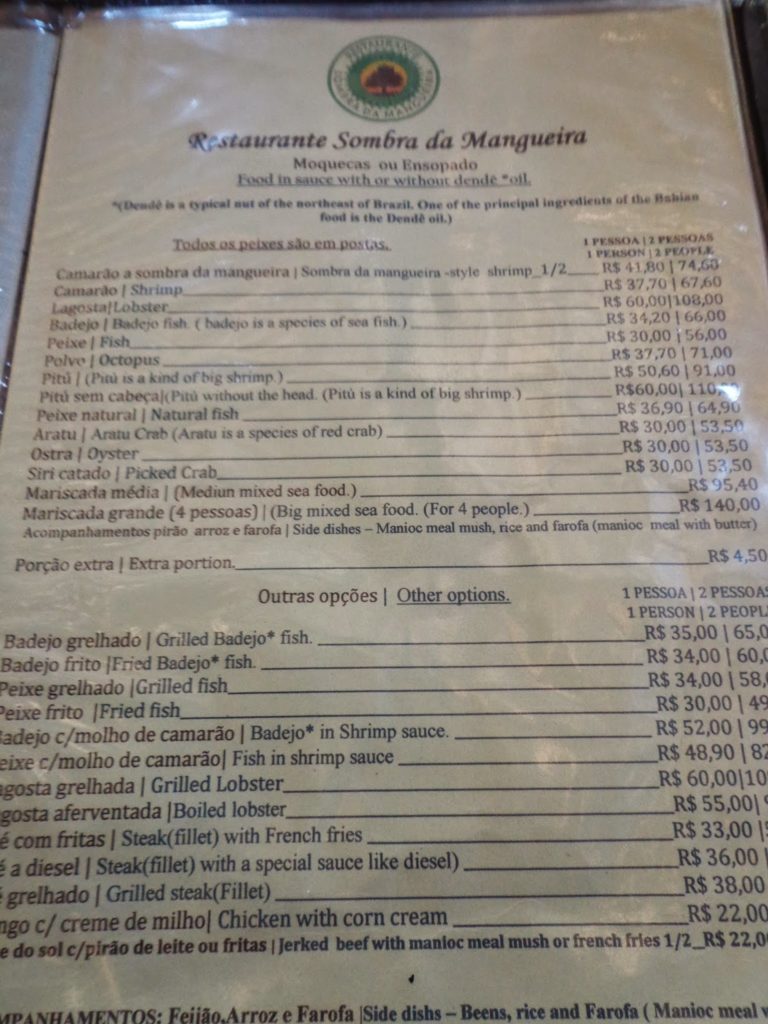 RESTAURANTE
SOMBRA DA MANGUEIRA
Restaurante Sombra da Mangueira
Moquecas ou Ensopado
Food in sauce with or without dendê *oil.
*(Dendê is a typical nut of the northeast of Brazil. One of the principal ingredients of the Bahian
food is the Dendê oil.)
Todos os peixes são em postas. 1 PESSOA | 2 PESSOAS
1 PERSON | 2 PEOPLE
Camarão a sombra da mangueira | Sombra da mangueira -style shrimp_1/2____ R$ 41,80 | 74,60
Camarão | Shrimp R$ 37,70 | 67,60
Lagosta|Lobster R$ 60,00|108,00
Badejo | Badejo fish. ( badejo is a species of sea fish.) R$ 34,20 | 66,00
Peixe | Fish R$ 30,00 | 56,00
Polvo | Octopus R$ 37,70 | 71,00
Pitú | (Pitú is a kind of big shrimp.) R$ 50,60 | 91,00
Pitú sem cabeça|(Pitú without the head. (Pitú is a kind of big shrimp.) R$60,00| 110,
Peixe natural | Natural fish R$ 36,90 | 64,90
Aratu | Aratu Crab (Aratu is a species of red crab) R$ 30,00 | 53,50
Ostra | Oyster R$ 30,00 | 53,50
Siri catado | Picked Crab R$ 30,00 | 53,50
Mariscada média | (Mediun mixed sea food.) R$ 95,40
Mariscada grande (4 pessoas) | (Big mixed sea food. (For 4 people.) R$ 140,00
Acompanhamentos pirão arroz e farofa | Side dishes – Manioc meal mush, rice and farofa (manioc meal with butter)
Porção extra | Extra portion. R$ 4,50
Outras opções | Other options. 1 PESSOA | 2 PESSOAS
1 PERSON | 2 PEOPL
Badejo grelhado | Grilled Badejo* fish. R$ 35,00 | 65,0
Badejo frito |Fried Badejo* fish. R$ 34,00 | 60,
Peixe grelhado |Grilled fish R$ 34,00 | 58,
Peixe frito |Fried fish R$ 30,00 | 49
adejo c/molho de camarão | Badejo* in Shrimp sauce. R$ 52,00 | 99
eixe c/molho de camarão| Fish in shrimp sauce R$ 48,90 | 82
agosta grelhada | Grilled Lobster R$ 60,00|10
gosta aferventada |Boiled lobster R$ 55,00|
é com fritas | Steak(fillet) with French fries R$ 33,00 |
é a diesel | Steak(fillet) with a special sauce like diesel) R$ 36,00 |
grelhado | Grilled steak(Fillet) R$ 38,00
ngo c/ creme de milho| Chicken with corn cream R$ 22,00
e do sol c/pirão de leite ou fritas | Jerked beef with manioc meal mush or french fries 1/2_R$ 22,0
MPANHAMENTOS: Feijão,Arroz e Farofa |Side dishs – Beens, rice and Farofa ( Manioc meal